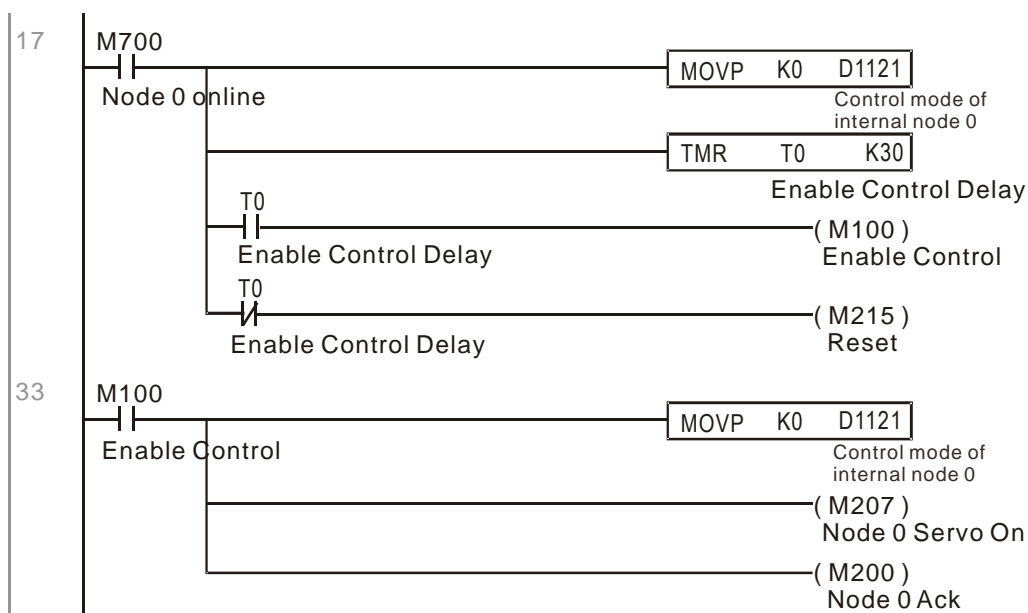 17
M700
Node 0 online
MOVP K0 D1121
Control mode of
internal node 0
TMR T0 K30
Enable Control Delay
T0
( M100 )
Enable Control Delay
Enable Control
T0
( M215 )
Enable Control Delay
Reset
33
M100
Enable Control
MOVP K0 D1121
Control mode of
internal node 0
( M207 )
Node 0 Servo On
( M200 )
Node 0 Ack